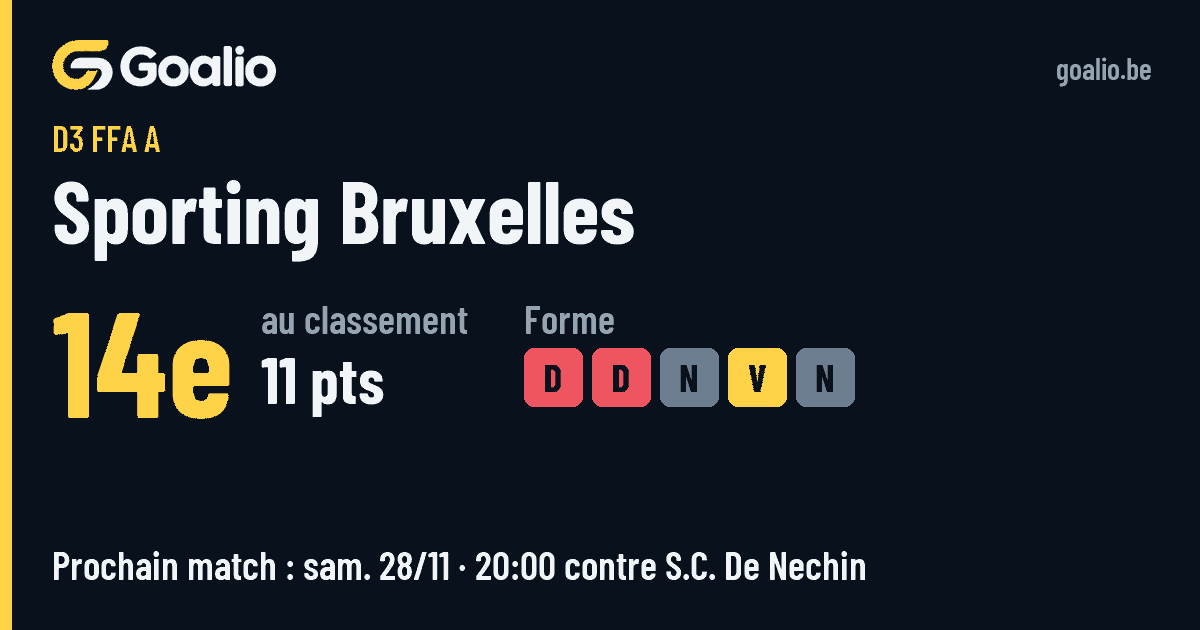 Goalio
goalio.be
D3 FFA A
Sporting Bruxelles
14e
au classement
11 pts
Forme
D D N V N
Prochain match : sam. 28/11 · 20:00 contre S.C. De Nechin